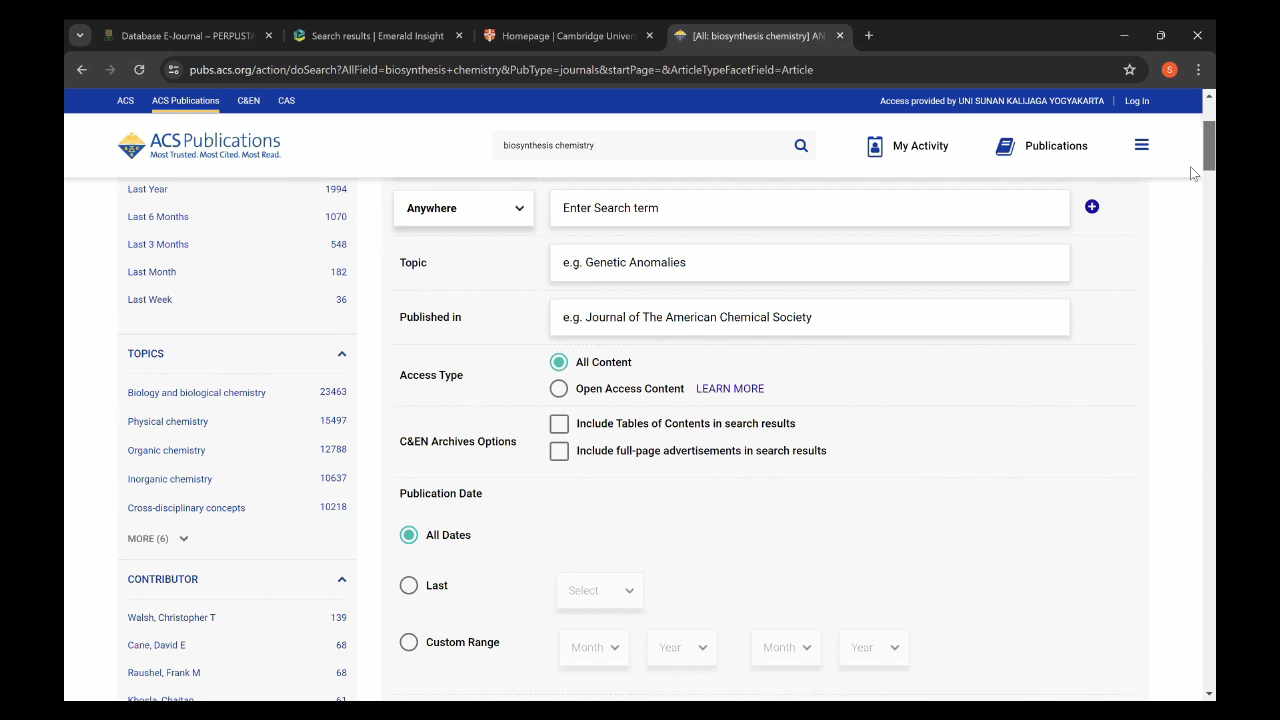 Database E-Journal – PERPUSTA
Search results | Emerald Insight
Homepage | Cambridge Univer
[All: biosynthesis chemistry] AN
pubs.acs.org/action/doSearch?AllField=biosynthesis+chemistry&PubType=journals&startPage=&ArticleTypeFacetField=Article
S
ACS
ACS Publications
C&EN
CAS
Access provided by UNI SUNAN KALIJAGA YOGYAKARTA
Log In
ACS Publications
Most Trusted. Most Cited. Most Read.
biosynthesis chemistry
My Activity
Publications
Last Year 1994
Last 6 Months 1070
Last 3 Months 548
Last Month 182
Last Week 36
TOPICS
Biology and biological chemistry 23463
Physical chemistry 15497
Organic chemistry 12788
Inorganic chemistry 10637
Cross-disciplinary concepts 10218
MORE (6)
CONTRIBUTOR
Walsh, Christopher T 139
Cane, David E 68
Raushel, Frank M 68
Khosla, Chaitan 61
Anywhere
Enter Search term
Topic
e.g. Genetic Anomalies
Published in
e.g. Journal of The American Chemical Society
Access Type
All Content
Open Access Content LEARN MORE
C&EN Archives Options
Include Tables of Contents in search results
Include full-page advertisements in search results
Publication Date
All Dates
Last
Select
Custom Range
Month
Year
Month
Year